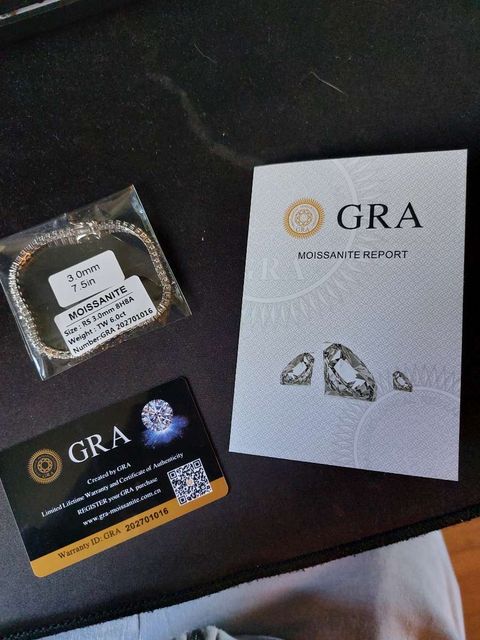 GRA
MOISSANITE REPORT
3.0mm
7.5in
MOISSANITE
Size : RS 3.0mm 8H8A
Weight : TW 6.0ct
Number:GRA 202701016
GRA
Created by GRA
Limited Lifetime Warranty and Certificate of Authenticity
REGISTER your GRA purchase
www.gra-moissanite.com.cn
Warranty ID: GRA 202701016